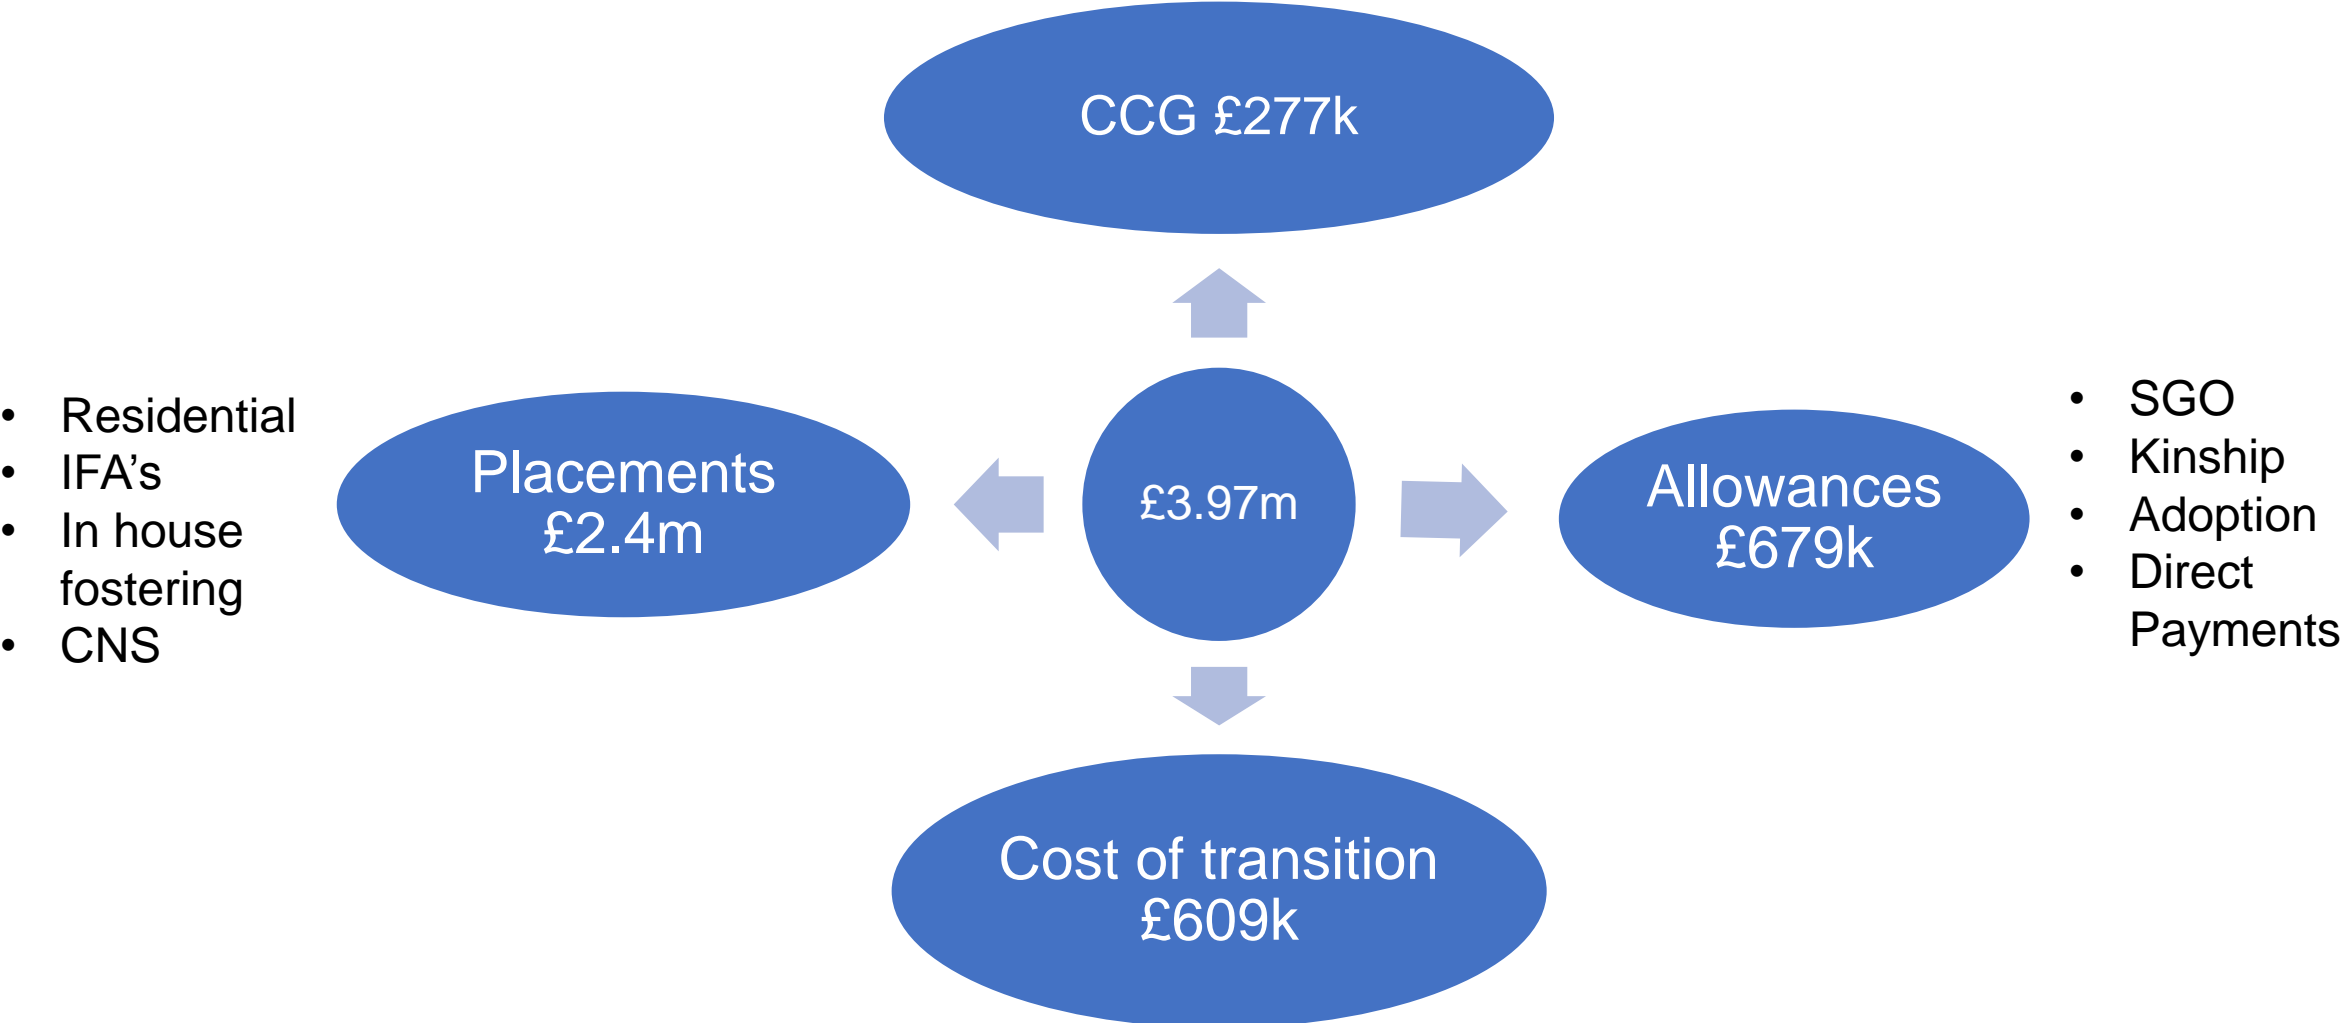 CCG £277k
• Residential
• IFA’s
• In house
fostering
• CNS
Placements
£2.4m
£3.97m
Allowances
£679k
• SGO
• Kinship
• Adoption
• Direct
Payments
Cost of transition
£609k